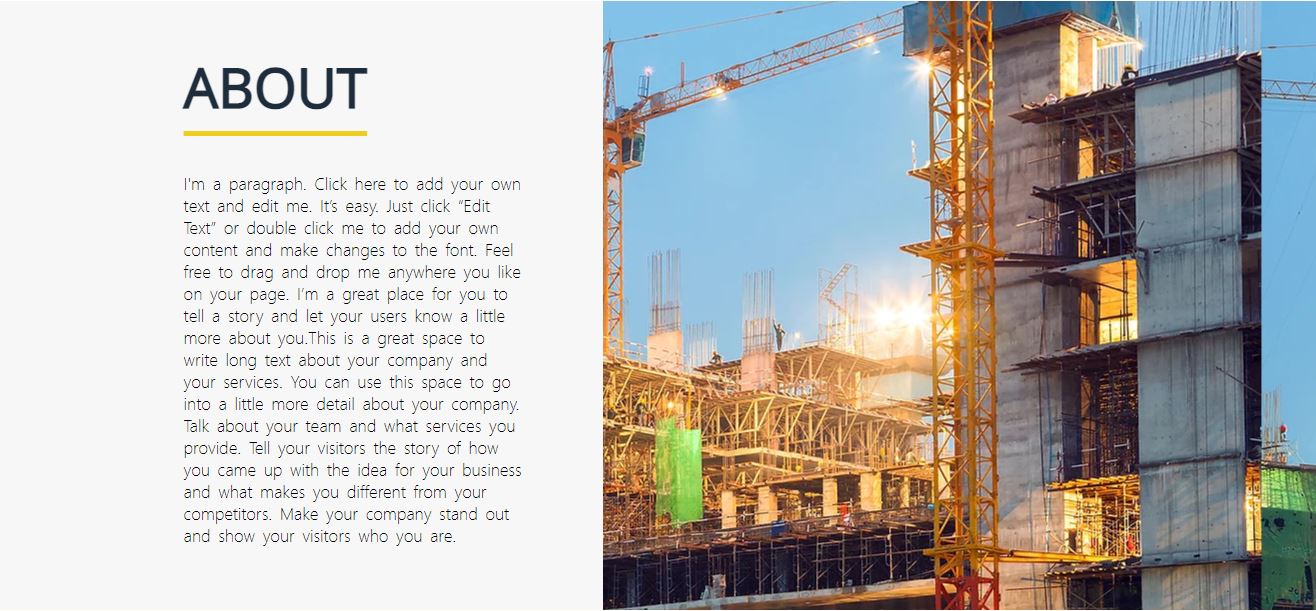 ABOUT
I'm a paragraph. Click here to add your own
text and edit me. It’s easy. Just click “Edit
Text” or double click me to add your own
content and make changes to the font. Feel
free to drag and drop me anywhere you like
on your page. I’m a great place for you to
tell a story and let your users know a little
more about you.This is a great space to
write long text about your company and
your services. You can use this space to go
into a little more detail about your company.
Talk about your team and what services you
provide. Tell your visitors the story of how
you came up with the idea for your business
and what makes you different from your
competitors. Make your company stand out
and show your visitors who you are.